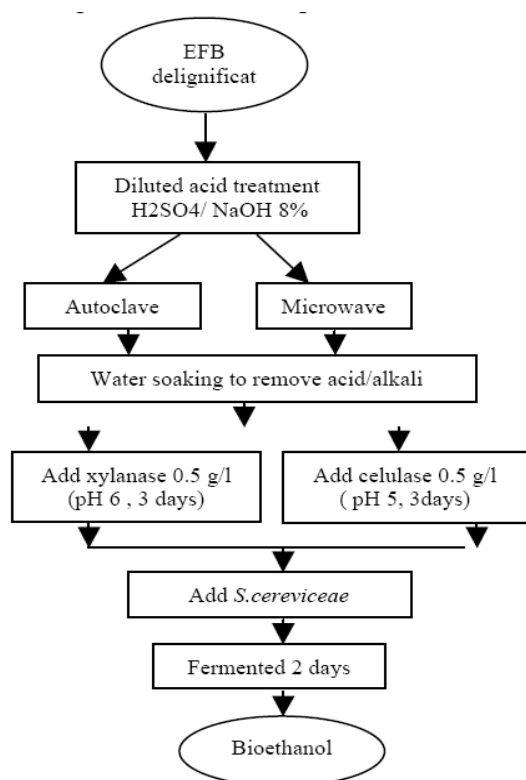 EFB
delignificat
Diluted acid treatment
H2SO4/ NaOH 8%
Autoclave
Microwave
Water soaking to remove acid/alkali
Add xylanase 0.5 g/l
(pH 6 , 3 days)
Add celulase 0.5 g/l
( pH 5, 3days)
Add S.cereviceae
Fermented 2 days
Bioethanol